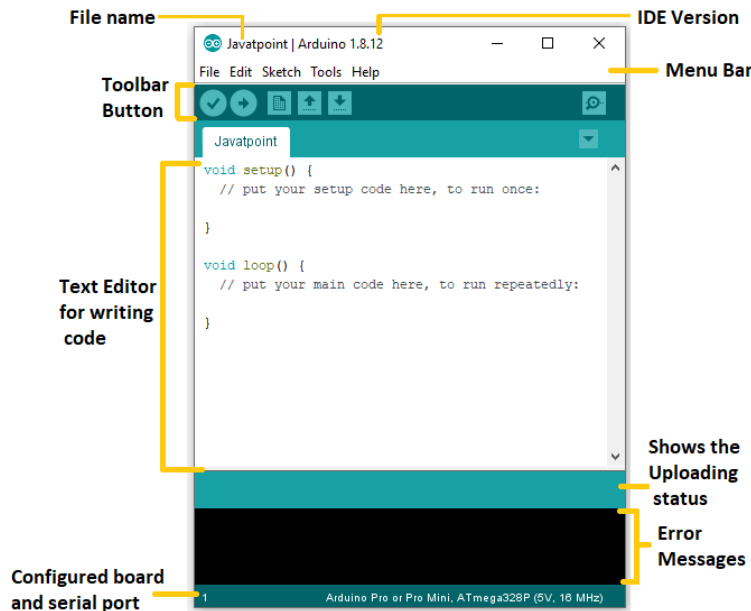 File name
IDE Version
Javatpoint | Arduino 1.8.12
File Edit Sketch Tools Help
Menu Bar
Toolbar
Button
Javatpoint
void setup() {
// put your setup code here, to run once:
}
void loop() {
// put your main code here, to run repeatedly:
}
Text Editor
for writing
code
Shows the
Uploading
status
Error
Messages
Configured board
and serial port
1
Arduino Pro or Pro Mini, ATmega328P (5V, 16 MHz)